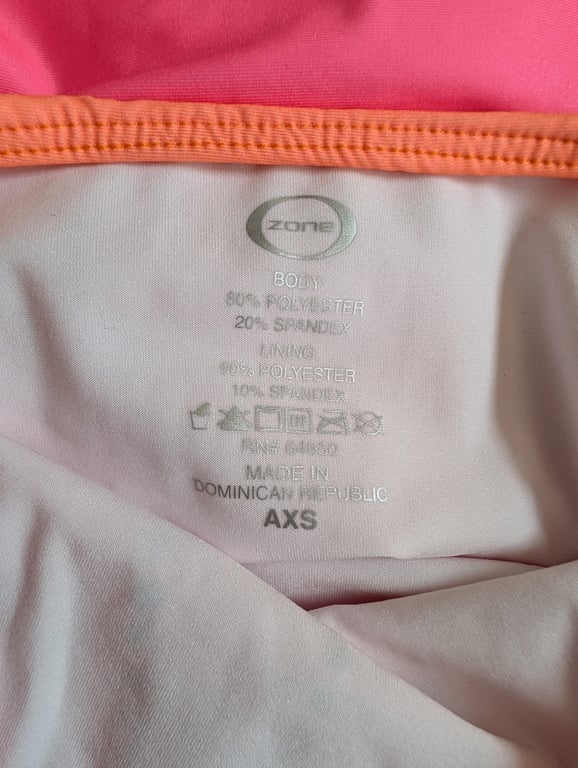 ZONE
BODY:
80% POLYESTER
20% SPANDEX
LINING
90% POLYESTER
10% SPANDEX
RN# 64650
MADE IN
DOMINICAN REPUBLIC
AXS